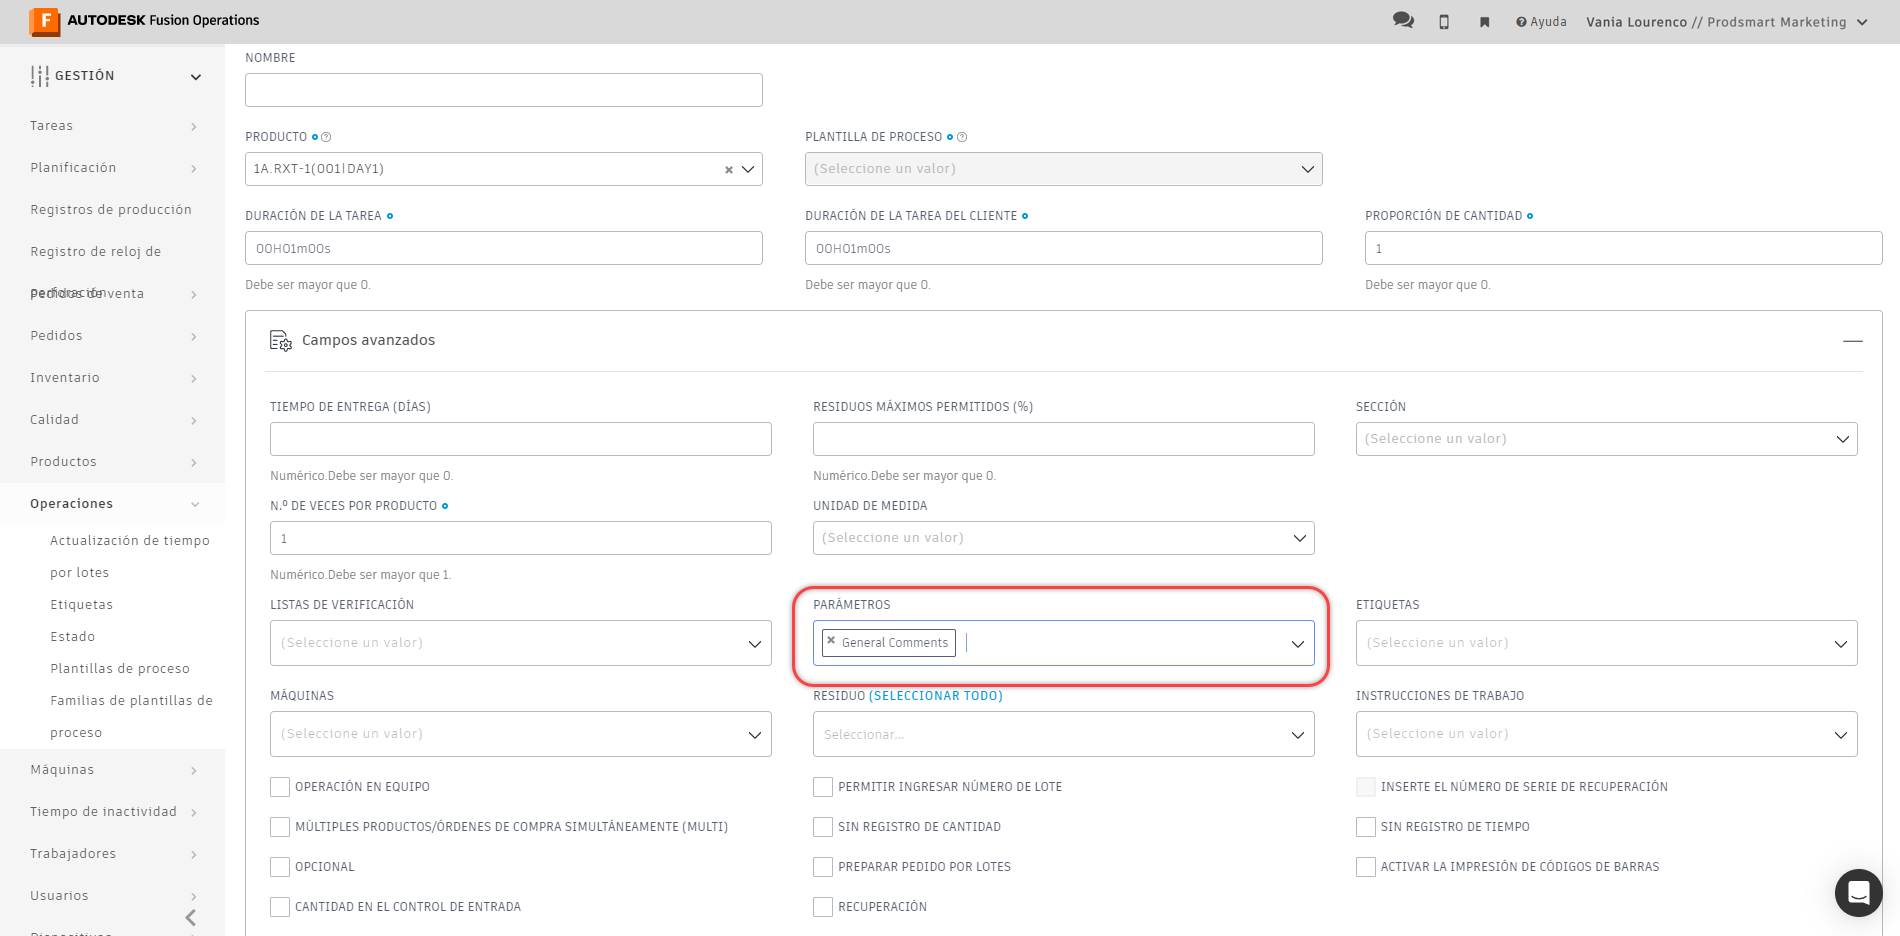 AUTODESK Fusion Operations
Ayuda
Vania Lourenco // Prodsmart Marketing
GESTIÓN
Tareas
Planificación
Registros de producción
Registro de reloj de
perforación
Pedidos de venta
Pedidos
Inventario
Calidad
Productos
Operaciones
Actualización de tiempo
por lotes
Etiquetas
Estado
Plantillas de proceso
Familias de plantillas de
proceso
Máquinas
Tiempo de inactividad
Trabajadores
Usuarios
Dispositivos
NOMBRE
PRODUCTO
PLANTILLA DE PROCESO
1A.RXT-1(001|DAY1)
(Seleccione un valor)
DURACIÓN DE LA TAREA
DURACIÓN DE LA TAREA DEL CLIENTE
PROPORCIÓN DE CANTIDAD
00H01m00s
00H01m00s
1
Debe ser mayor que 0.
Debe ser mayor que 0.
Debe ser mayor que 0.
Campos avanzados
TIEMPO DE ENTREGA (DÍAS)
RESIDUOS MÁXIMOS PERMITIDOS (%)
SECCIÓN
(Seleccione un valor)
Numérico.Debe ser mayor que 0.
Numérico.Debe ser mayor que 0.
N.º DE VECES POR PRODUCTO
UNIDAD DE MEDIDA
1
(Seleccione un valor)
Numérico.Debe ser mayor que 1.
LISTAS DE VERIFICACIÓN
PARÁMETROS
ETIQUETAS
(Seleccione un valor)
General Comments
(Seleccione un valor)
MÁQUINAS
RESIDUO (SELECCIONAR TODO)
INSTRUCCIONES DE TRABAJO
(Seleccione un valor)
Seleccionar...
(Seleccione un valor)
OPERACIÓN EN EQUIPO
PERMITIR INGRESAR NÚMERO DE LOTE
INSERTE EL NÚMERO DE SERIE DE RECUPERACIÓN
MÚLTIPLES PRODUCTOS/ÓRDENES DE COMPRA SIMULTÁNEAMENTE (MULTI)
SIN REGISTRO DE CANTIDAD
SIN REGISTRO DE TIEMPO
OPCIONAL
PREPARAR PEDIDO POR LOTES
ACTIVAR LA IMPRESIÓN DE CÓDIGOS DE BARRAS
CANTIDAD EN EL CONTROL DE ENTRADA
RECUPERACIÓN